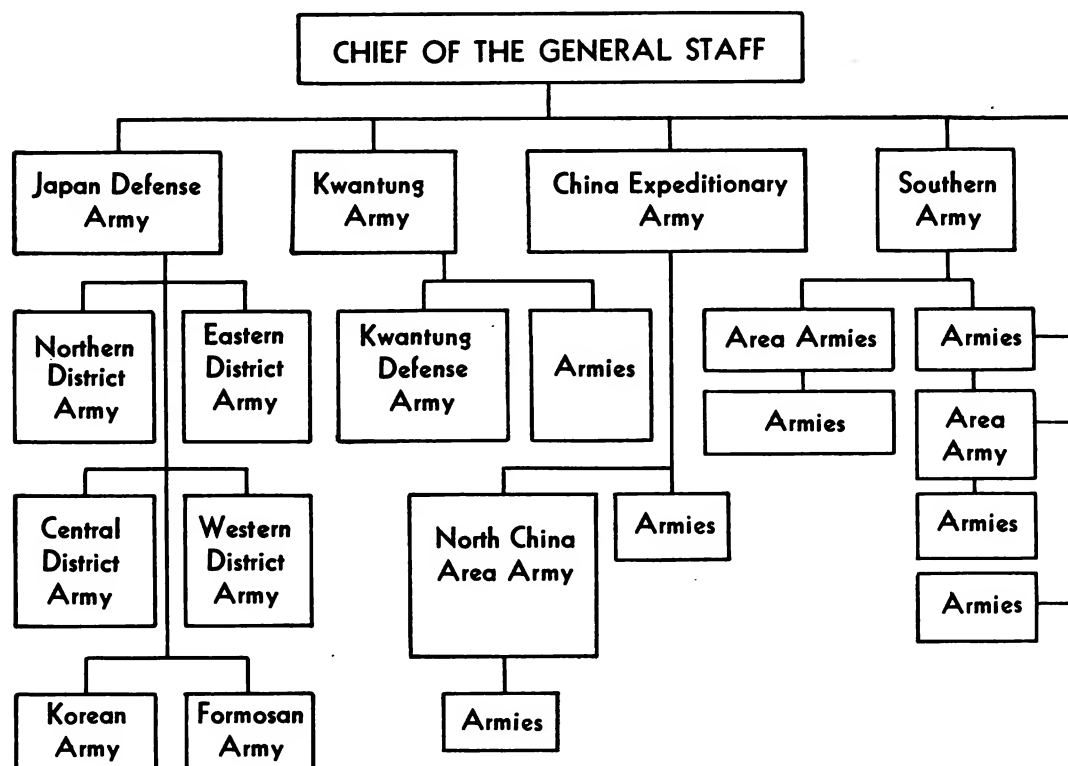 CHIEF OF THE GENERAL STAFF
Japan Defense
Army
Kwantung
Army
China Expeditionary
Army
Southern
Army
Northern
District
Army
Eastern
District
Army
Kwantung
Defense
Army
Armies
Area Armies
Armies
Armies
Area
Army
Armies
Armies
Central
District
Army
Western
District
Army
North China
Area Army
Armies
Armies
Korean
Army
Formosan
Army